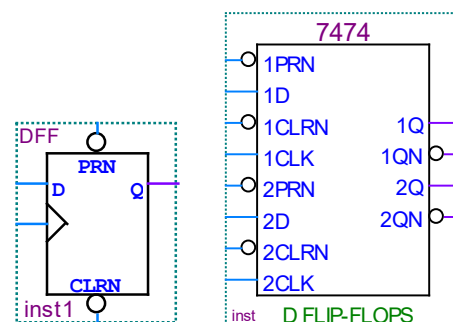 DFF
PRN
D Q
CLRN
inst1
7474
1PRN
1D
1CLRN 1Q
1CLK 1QN
2PRN 2Q
2D 2QN
2CLRN
2CLK
inst D FLIP-FLOPS